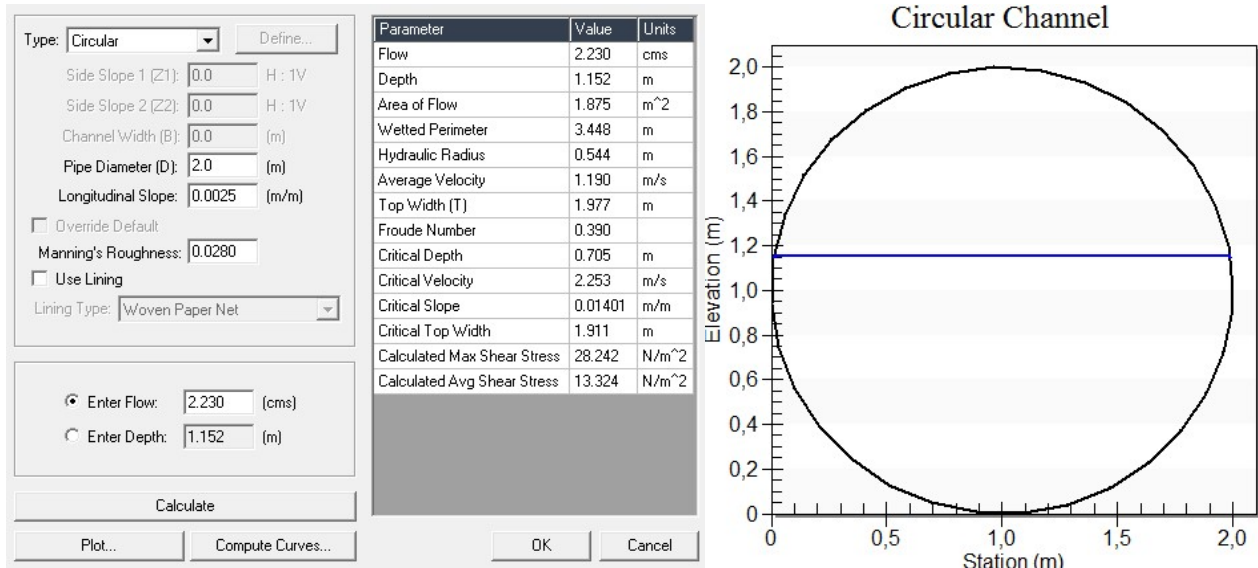 Type: Circular Define...
Side Slope 1 (Z1): 0.0 H : 1V
Side Slope 2 (Z2): 0.0 H : 1V
Channel Width (B): 0.0 (m)
Pipe Diameter (D): 2.0 (m)
Longitudinal Slope: 0.0025 (m/m)
Override Default
Manning's Roughness: 0.0280
Use Lining
Lining Type: Woven Paper Net
Enter Flow: 2.230 (cms)
Enter Depth: 1.152 (m)
Calculate
Plot... Compute Curves...
Parameter Value Units
Flow 2.230 cms
Depth 1.152 m
Area of Flow 1.875 m^2
Wetted Perimeter 3.448 m
Hydraulic Radius 0.544 m
Average Velocity 1.190 m/s
Top Width (T) 1.977 m
Froude Number 0.390
Critical Depth 0.705 m
Critical Velocity 2.253 m/s
Critical Slope 0.01401 m/m
Critical Top Width 1.911 m
Calculated Max Shear Stress 28.242 N/m^2
Calculated Avg Shear Stress 13.324 N/m^2
OK Cancel
Circular Channel
Elevation (m)
2,0
1,8
1,6
1,4
1,2
1,0
0,8
0,6
0,4
0,2
0
0 0,5 1,0 1,5 2,0
Station (m)